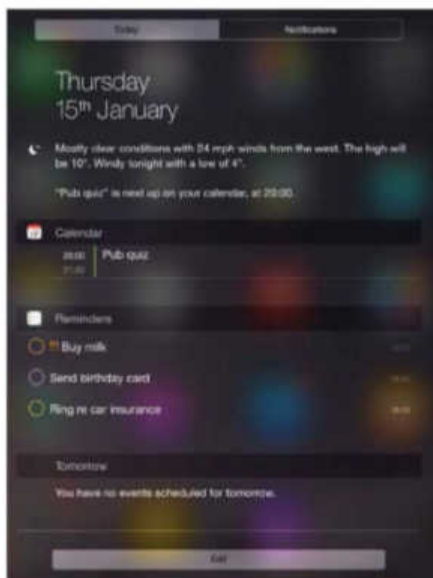 Today
Notifications
Thursday
15th January
Mostly clear conditions with 24 mph winds from the west. The high will
be 10°. Windy tonight with a low of 4°.
"Pub quiz" is next up on your calendar, at 20:00.
Calendar
20:00 Pub quiz
Reminders
!! Buy milk
Send birthday card
Ring re car insurance
Tomorrow
You have no events scheduled for tomorrow.
Edit